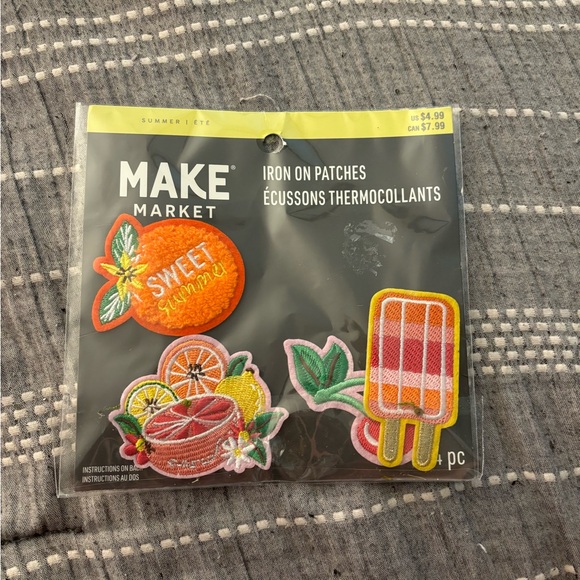 SUMMER | ÉTÉ
US $4.99
CAN $7.99
MAKE®
MARKET
IRON ON PATCHES
ÉCUSSONS THERMOCOLLANTS
SWEET
summer
INSTRUCTIONS ON BAC
INSTRUCTIONS AU DOS
4 pc